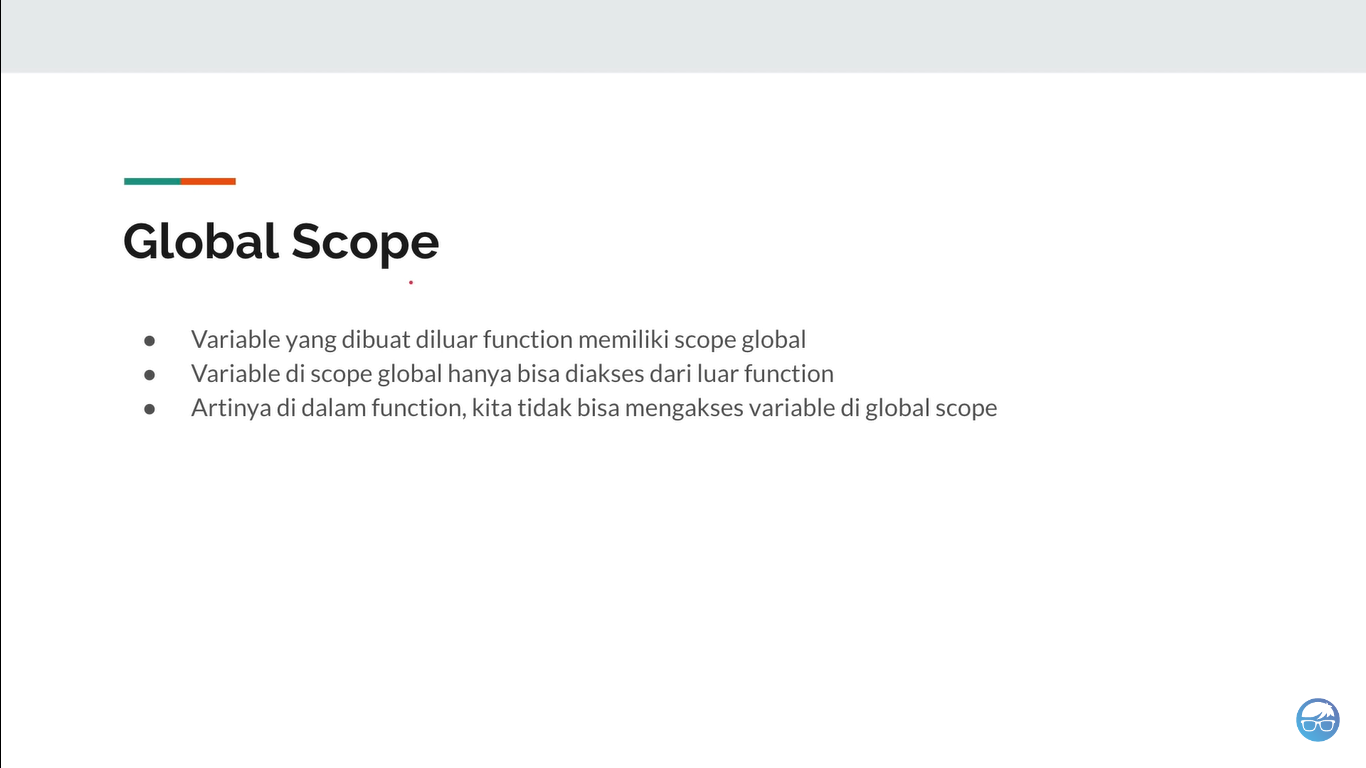 Global Scope
● Variable yang dibuat diluar function memiliki scope global
● Variable di scope global hanya bisa diakses dari luar function
● Artinya di dalam function, kita tidak bisa mengakses variable di global scope